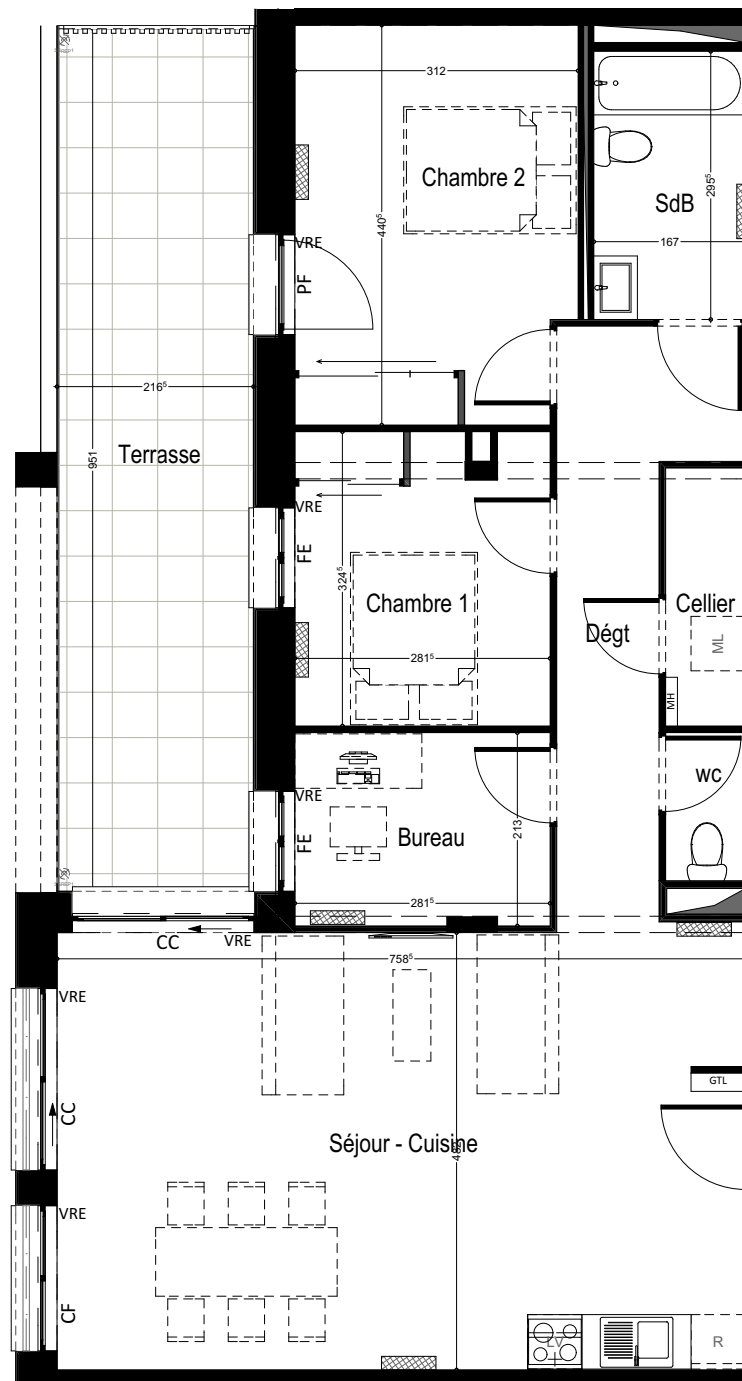 312
Chambre 2
440⁵
SdB
295⁵
167
VRE
PF
216⁵
Terrasse
951
VRE
FE
324⁵
Chambre 1
281⁵
Dégt
Cellier
ML
MH
wc
VRE
FE
Bureau
213
281⁵
CC
VRE
758⁵
VRE
CC
GTL
Séjour - Cuisine
VRE
CF
LV
R